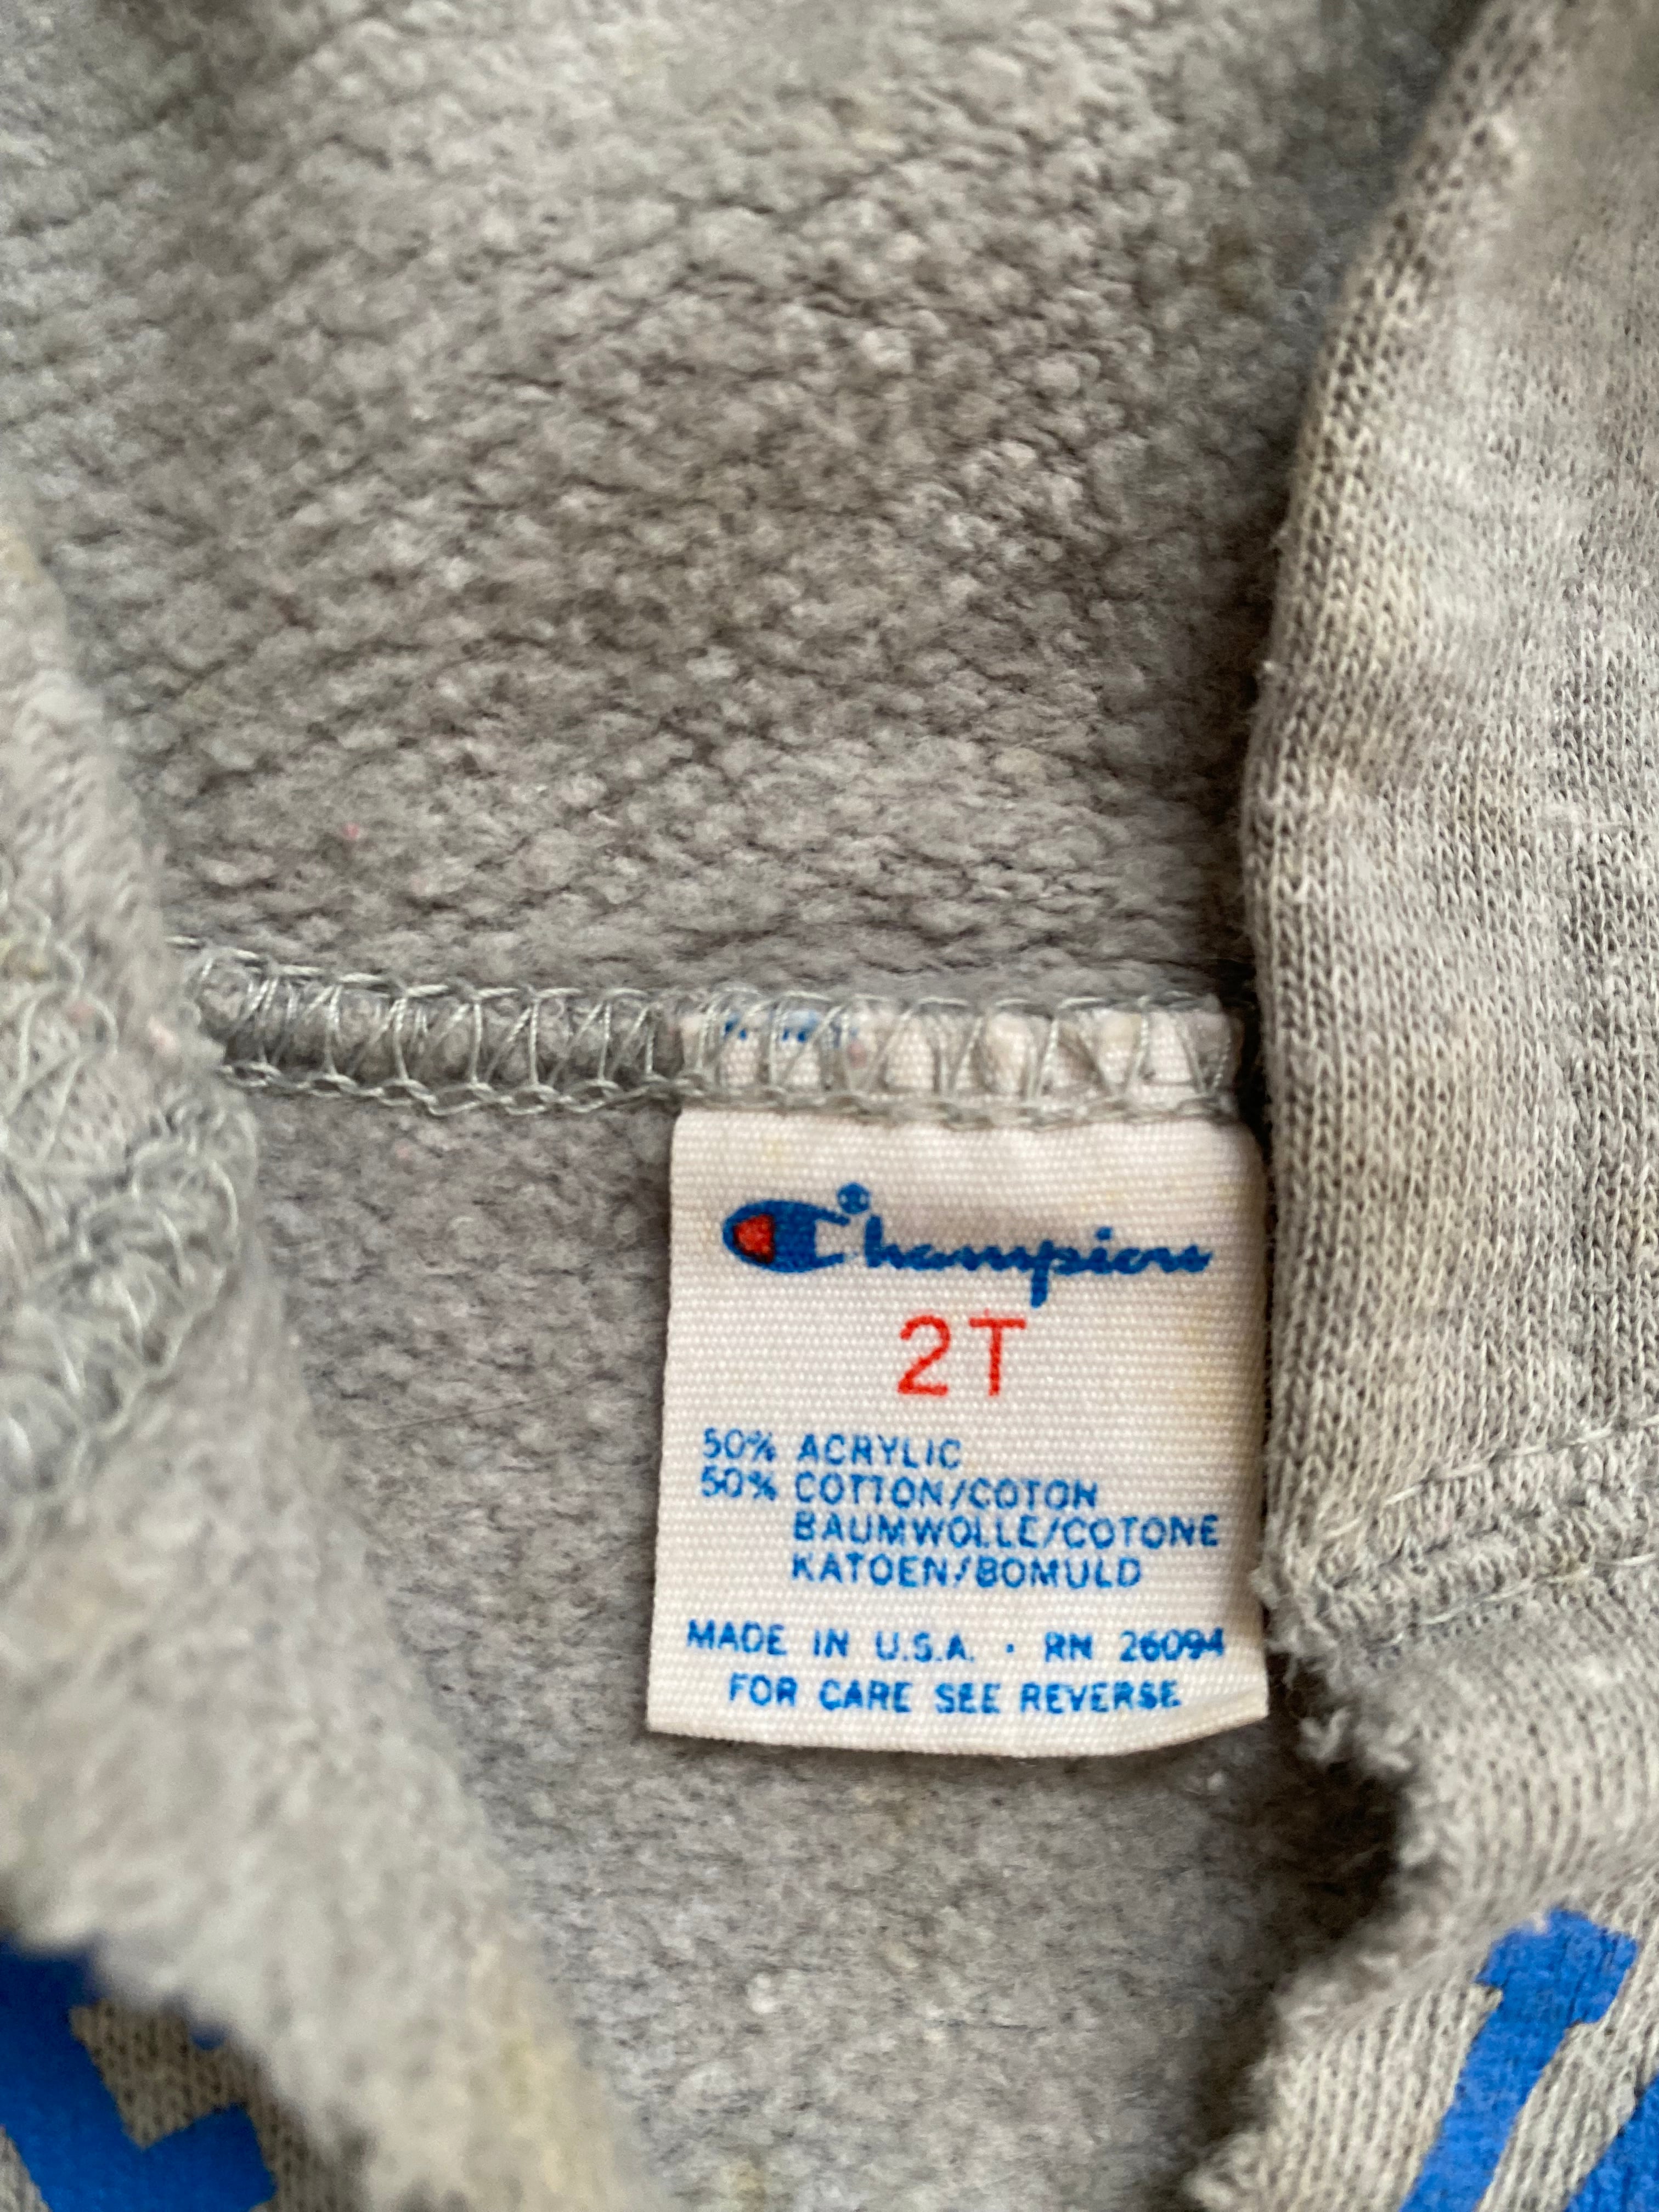 Champion®
2T
50% ACRYLIC
50% COTTON/COTON
BAUMWOLLE/COTONE
KATOEN/BOMULD
MADE IN U.S.A. · RN 26094
FOR CARE SEE REVERSE